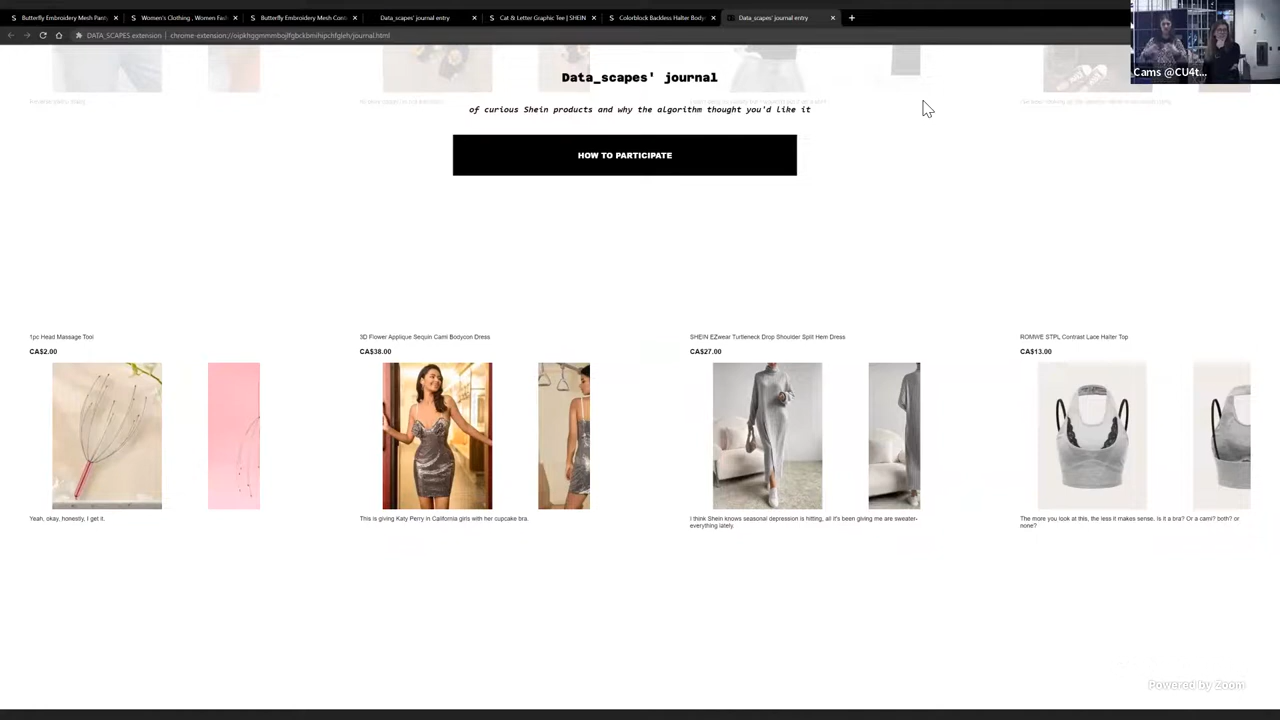 Butterfly Embroidery Mesh Pant
Women's Clothing , Women Fas
Butterfly Embroidery Mesh Cont
Data_scapes' journal entry
Cat & Letter Graphic Tee | SHEIN
Colorblock Backless Halter Body
Data_scapes' journal entry
DATA_SCAPES.extension
Cams @CU4t...
Data_scapes' journal
of curious Shein products and why the algorithm thought you'd like it
HOW TO PARTICIPATE
1pc Head Massage Tool
CA$2.00
Yeah, okay, honestly, I get it.
3D Flower Applique Sequin Cami Bodycon Dress
CA$38.00
This is giving Katy Perry in California girls with her cupcake bra.
SHEIN EZwear Turtleneck Drop Shoulder Split Hem Dress
CA$27.00
I think Shein knows seasonal depression is hitting, all it's been giving me are sweater-
everything lately.
ROMWE STPL Contrast Lace Halter Top
CA$13.00
The more you look at this, the less it makes sense, is it a bra? Or a cami? both? or
none?
Powered by Zoom